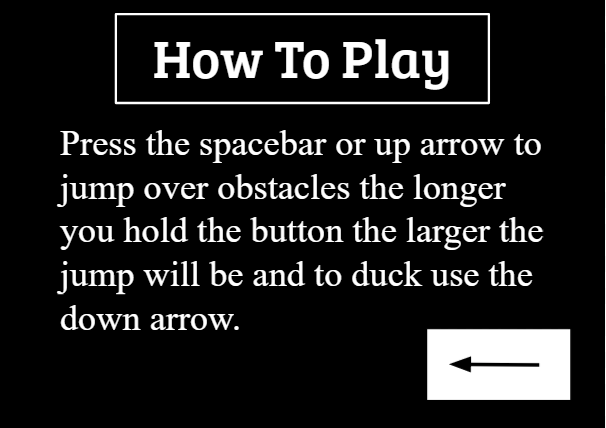 How To Play
Press the spacebar or up arrow to
jump over obstacles the longer
you hold the button the larger the
jump will be and to duck use the
down arrow.